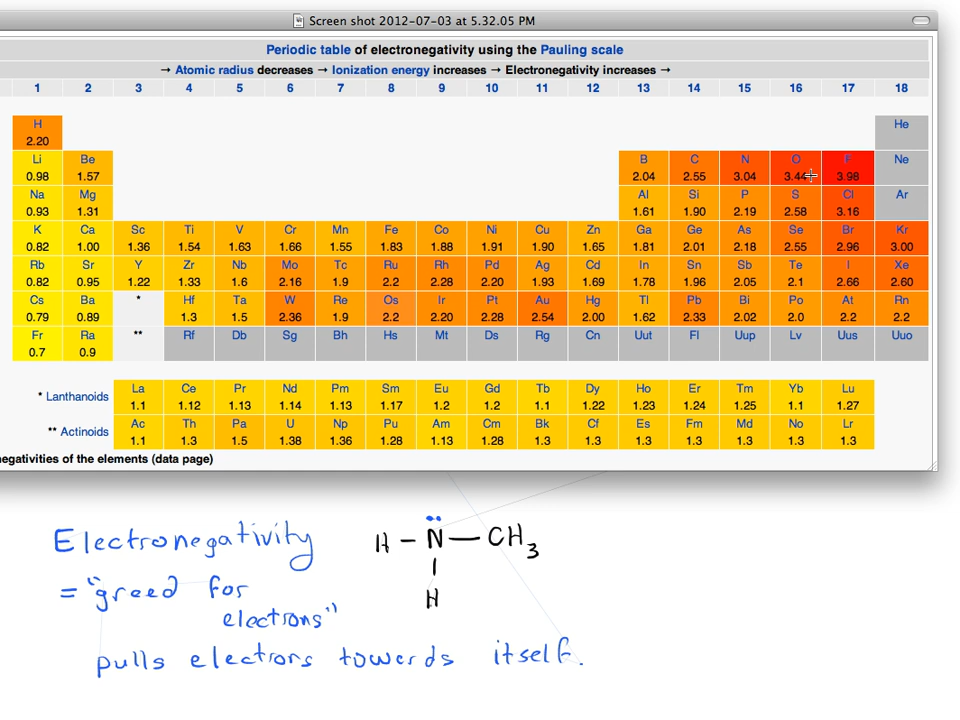 Screen shot 2012-07-03 at 5.32.05 PM
Periodic table of electronegativity using the Pauling scale
→ Atomic radius decreases → Ionization energy increases → Electronegativity increases →
1 2 3 4 5 6 7 8 9 10 11 12 13 14 15 16 17 18
H He
2.20
Li Be B C N O F Ne
0.98 1.57 2.04 2.55 3.04 3.44 3.98
Na Mg Al Si P S Cl Ar
0.93 1.31 1.61 1.90 2.19 2.58 3.16
K Ca Sc Ti V Cr Mn Fe Co Ni Cu Zn Ga Ge As Se Br Kr
0.82 1.00 1.36 1.54 1.63 1.66 1.55 1.83 1.88 1.91 1.90 1.65 1.81 2.01 2.18 2.55 2.96 3.00
Rb Sr Y Zr Nb Mo Tc Ru Rh Pd Ag Cd In Sn Sb Te I Xe
0.82 0.95 1.22 1.33 1.6 2.16 1.9 2.2 2.28 2.20 1.93 1.69 1.78 1.96 2.05 2.1 2.66 2.60
Cs Ba * Hf Ta W Re Os Ir Pt Au Hg Tl Pb Bi Po At Rn
0.79 0.89 1.3 1.5 2.36 1.9 2.2 2.20 2.28 2.54 2.00 1.62 2.33 2.02 2.0 2.2 2.2
Fr Ra ** Rf Db Sg Bh Hs Mt Ds Rg Cn Uut Fl Uup Lv Uus Uuo
0.7 0.9
* Lanthanoids La Ce Pr Nd Pm Sm Eu Gd Tb Dy Ho Er Tm Yb Lu
1.1 1.12 1.13 1.14 1.13 1.17 1.2 1.2 1.1 1.22 1.23 1.24 1.25 1.1 1.27
** Actinoids Ac Th Pa U Np Pu Am Cm Bk Cf Es Fm Md No Lr
1.1 1.3 1.5 1.38 1.36 1.28 1.13 1.28 1.3 1.3 1.3 1.3 1.3 1.3 1.3
egativities of the elements (data page)
Electronegativity
= "greed for
electrons"
pulls electrons towards itself.
H – N — CH3
H